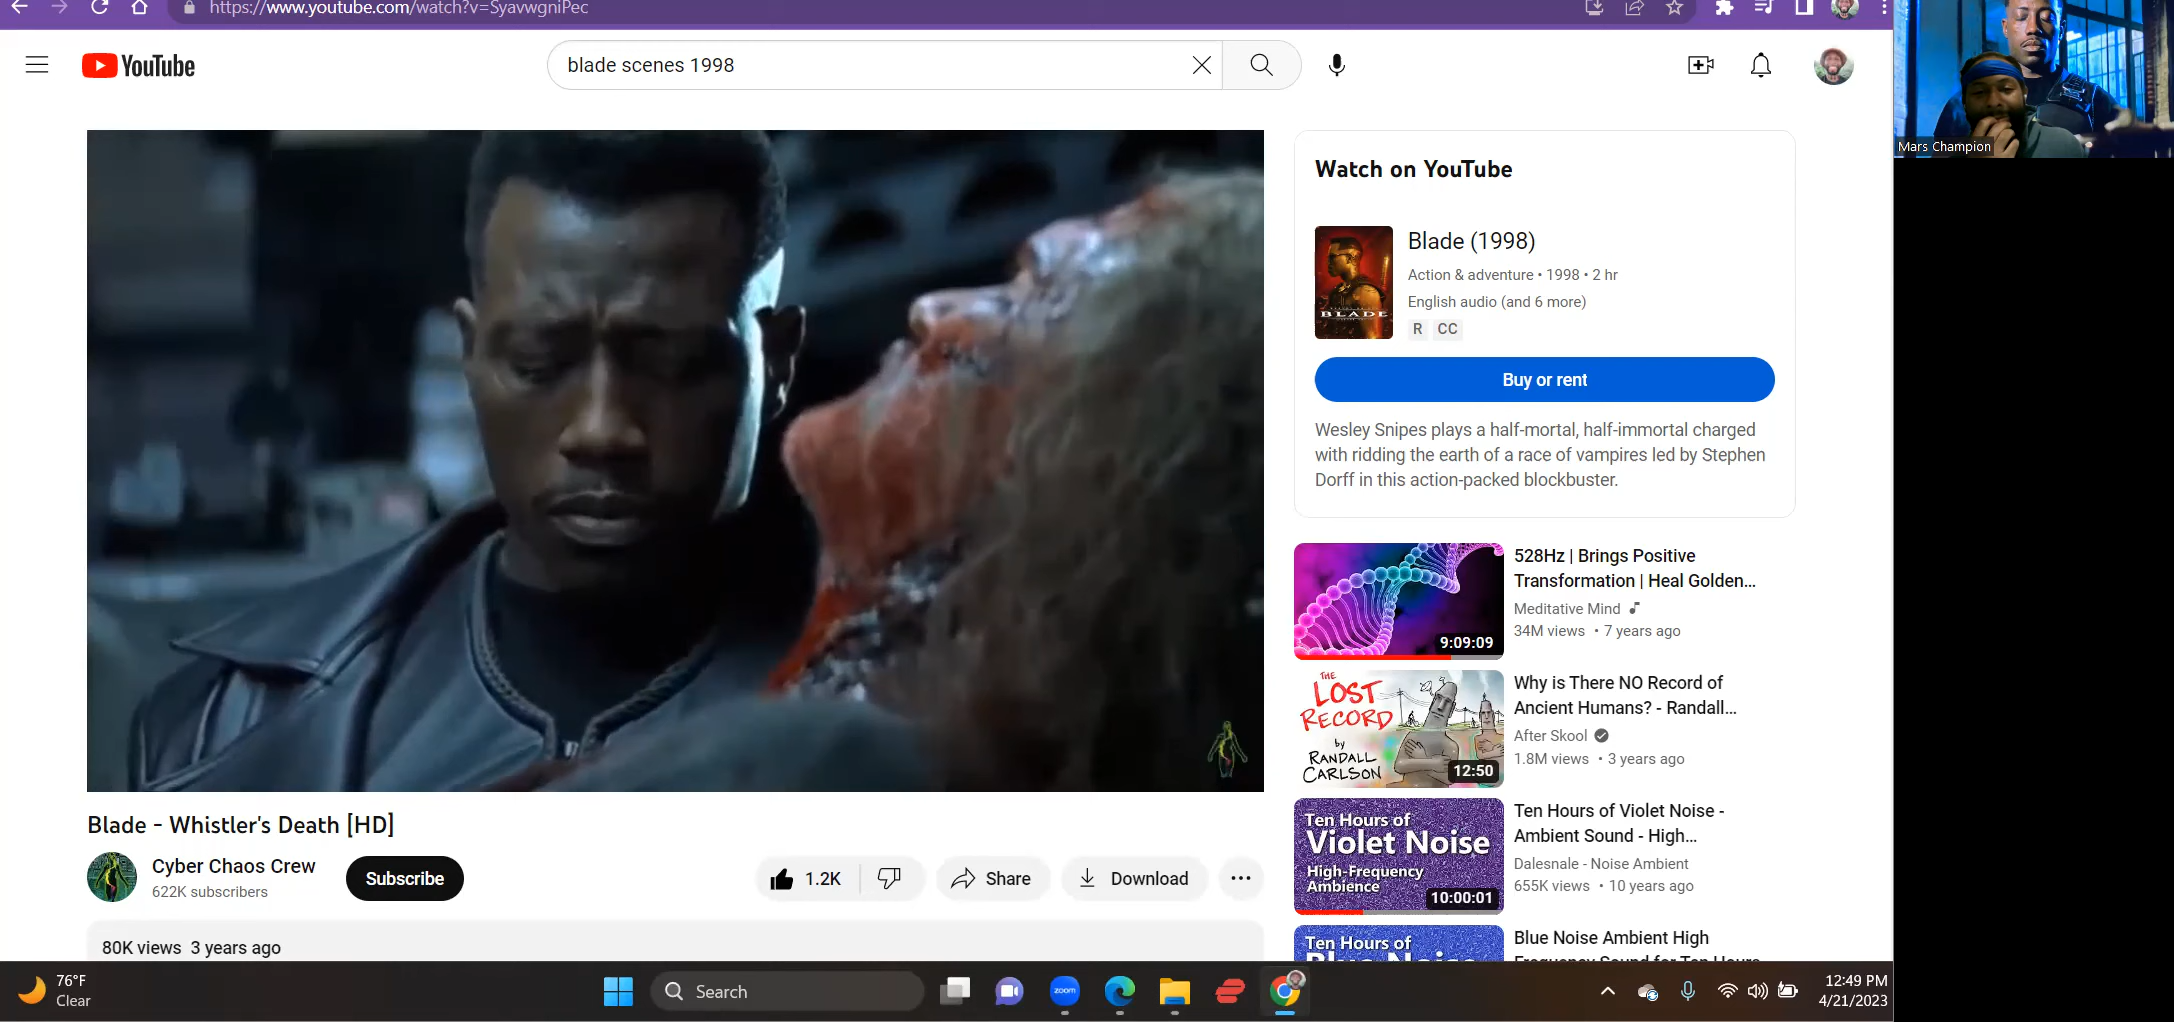 https://www.youtube.com/watch?v=SyavwgniPec
YouTube
blade scenes 1998
Mars Champion
Watch on YouTube
BLADE
Blade (1998)
Action & adventure • 1998 • 2 hr
English audio (and 6 more)
R CC
Buy or rent
Wesley Snipes plays a half-mortal, half-immortal charged
with ridding the earth of a race of vampires led by Stephen
Dorff in this action-packed blockbuster.
9:09:09
528Hz | Brings Positive
Transformation | Heal Golden...
Meditative Mind
34M views • 7 years ago
THE
LOST
RECORD
by
RANDALL
CARLSON
12:50
Why is There NO Record of
Ancient Humans? - Randall...
After Skool
1.8M views • 3 years ago
Ten Hours of
Violet Noise
High-Frequency
Ambience
10:00:01
Ten Hours of Violet Noise -
Ambient Sound - High...
Dalesnale - Noise Ambient
655K views • 10 years ago
Ten Hours of
Blue Noise
Blue Noise Ambient High
Frequency Sound for Ten Hours
Blade - Whistler's Death [HD]
Cyber Chaos Crew
622K subscribers
Subscribe
1.2K
Share
Download
80K views 3 years ago
76°F
Clear
Search
zoom
12:49 PM
4/21/2023